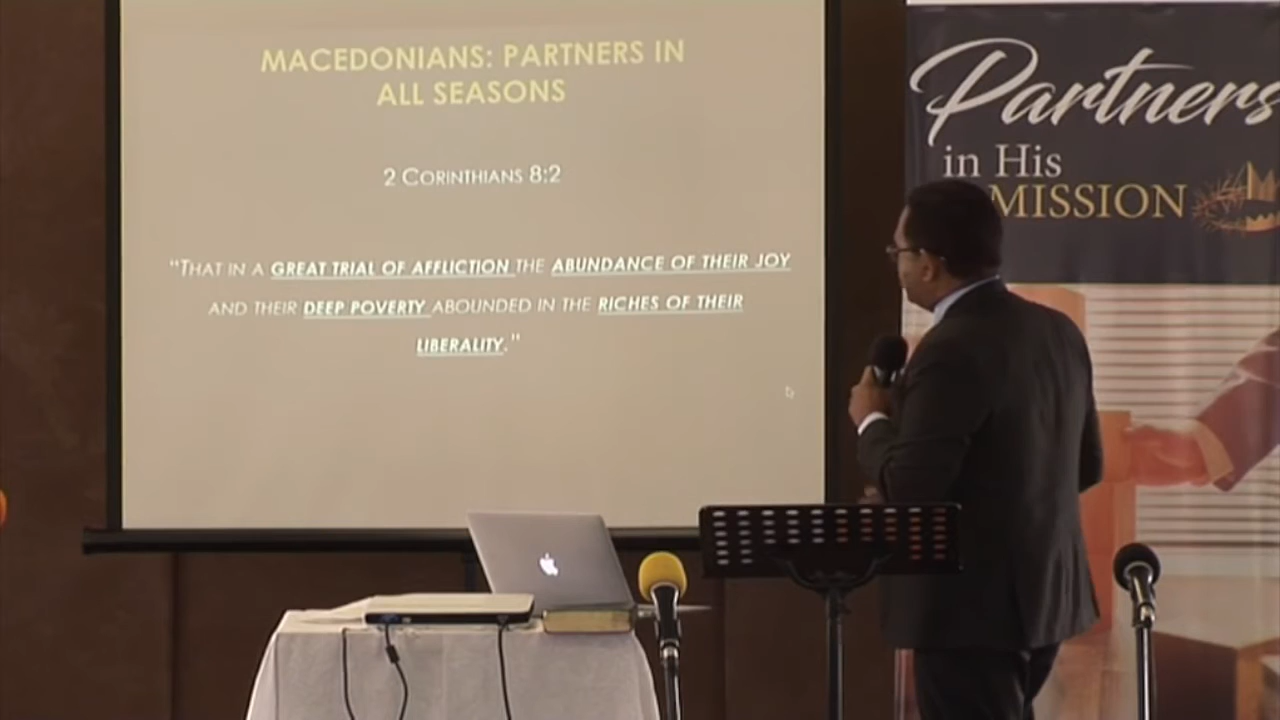 MACEDONIANS: PARTNERS IN
ALL SEASONS
2 CORINTHIANS 8:2
“THAT IN A GREAT TRIAL OF AFFLICTION THE ABUNDANCE OF THEIR JOY
AND THEIR DEEP POVERTY ABOUNDED IN THE RICHES OF THEIR
LIBERALITY.”
Partners
in His
MISSION